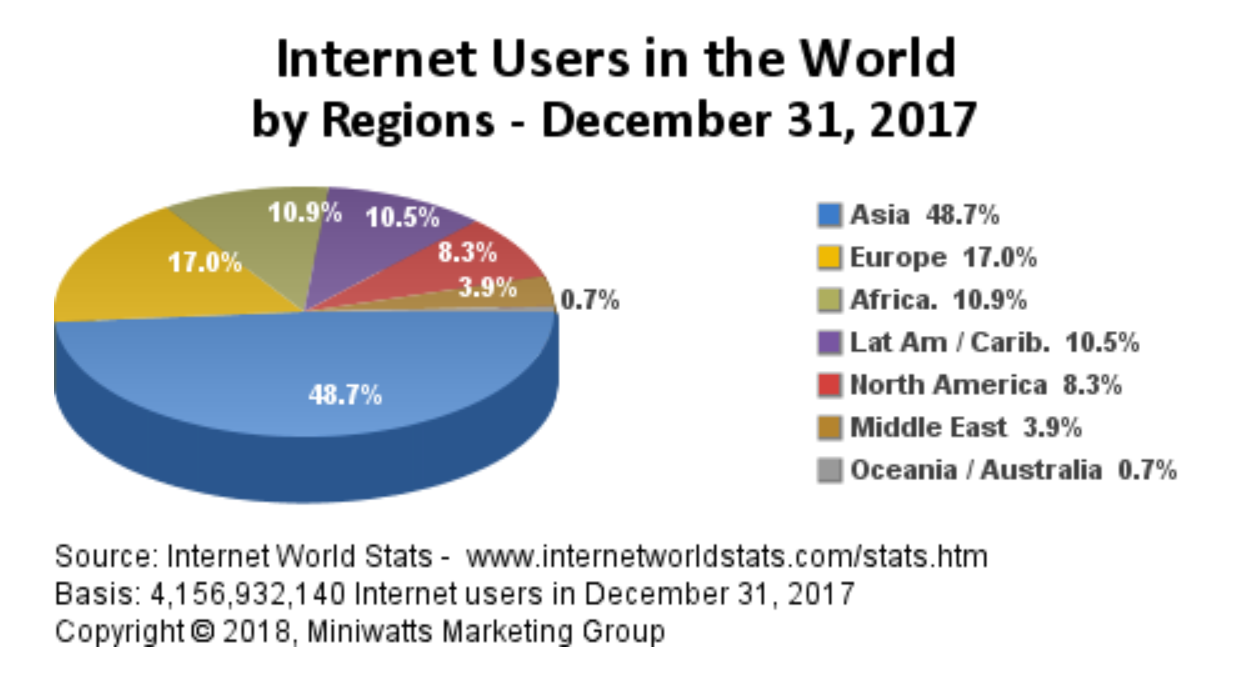 Internet Users in the World
by Regions - December 31, 2017
10.9%
10.5%
17.0%
8.3%
3.9%
0.7%
48.7%
Asia 48.7%
Europe 17.0%
Africa. 10.9%
Lat Am / Carib. 10.5%
North America 8.3%
Middle East 3.9%
Oceania / Australia 0.7%
Source: Internet World Stats - www.internetworldstats.com/stats.htm
Basis: 4,156,932,140 Internet users in December 31, 2017
Copyright © 2018, Miniwatts Marketing Group